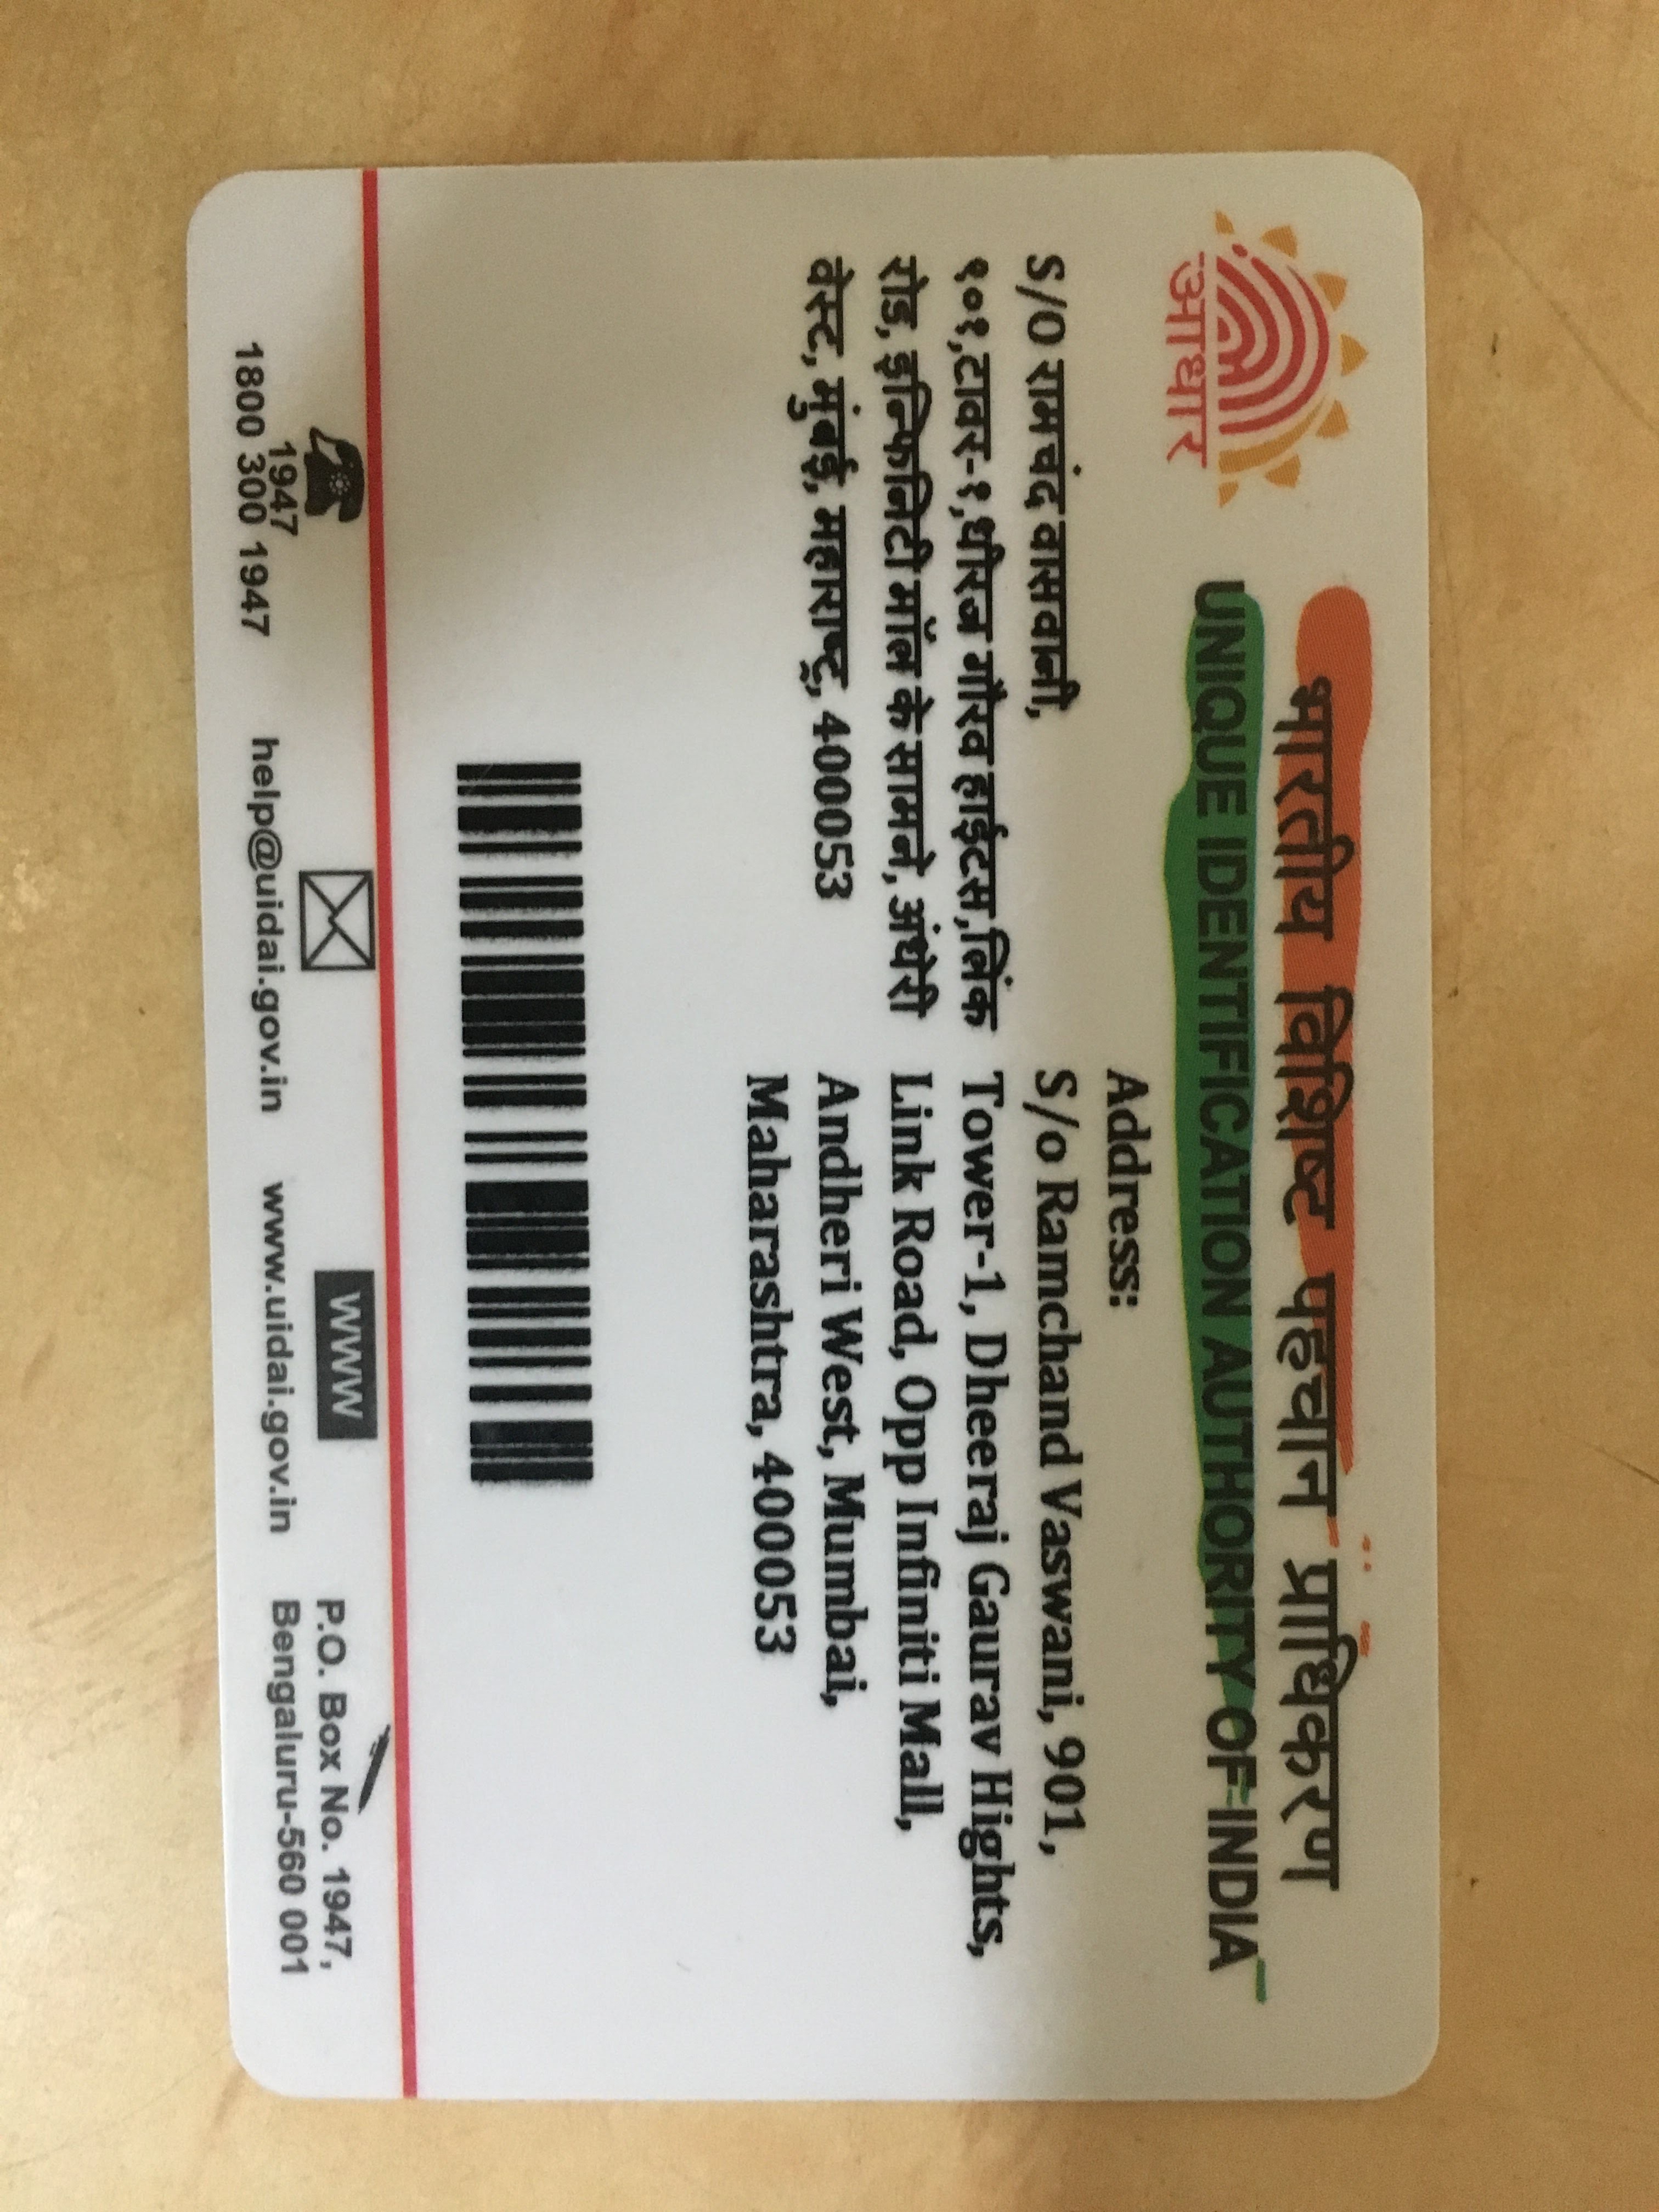 आधार
भारतीय विशिष्ट पहचान प्राधिकरण
UNIQUE IDENTIFICATION AUTHORITY OF INDIA
S/O रामचंद वासवानी,
९०१,टावर-१,धीरज गौरव हाईटस,लिंक
रोड, इन्फिनिटी मॉल के सामने, अंधेरी
वेस्ट, मुंबई, महाराष्ट्र, 400053
Address:
S/o Ramchand Vaswani, 901,
Tower-1, Dheeraj Gaurav Hights,
Link Road, Opp Infiniti Mall,
Andheri West, Mumbai,
Maharashtra, 400053
1947
1800 300 1947
help@uidai.gov.in
WWW
www.uidai.gov.in
P.O. Box No. 1947,
Bengaluru-560 001